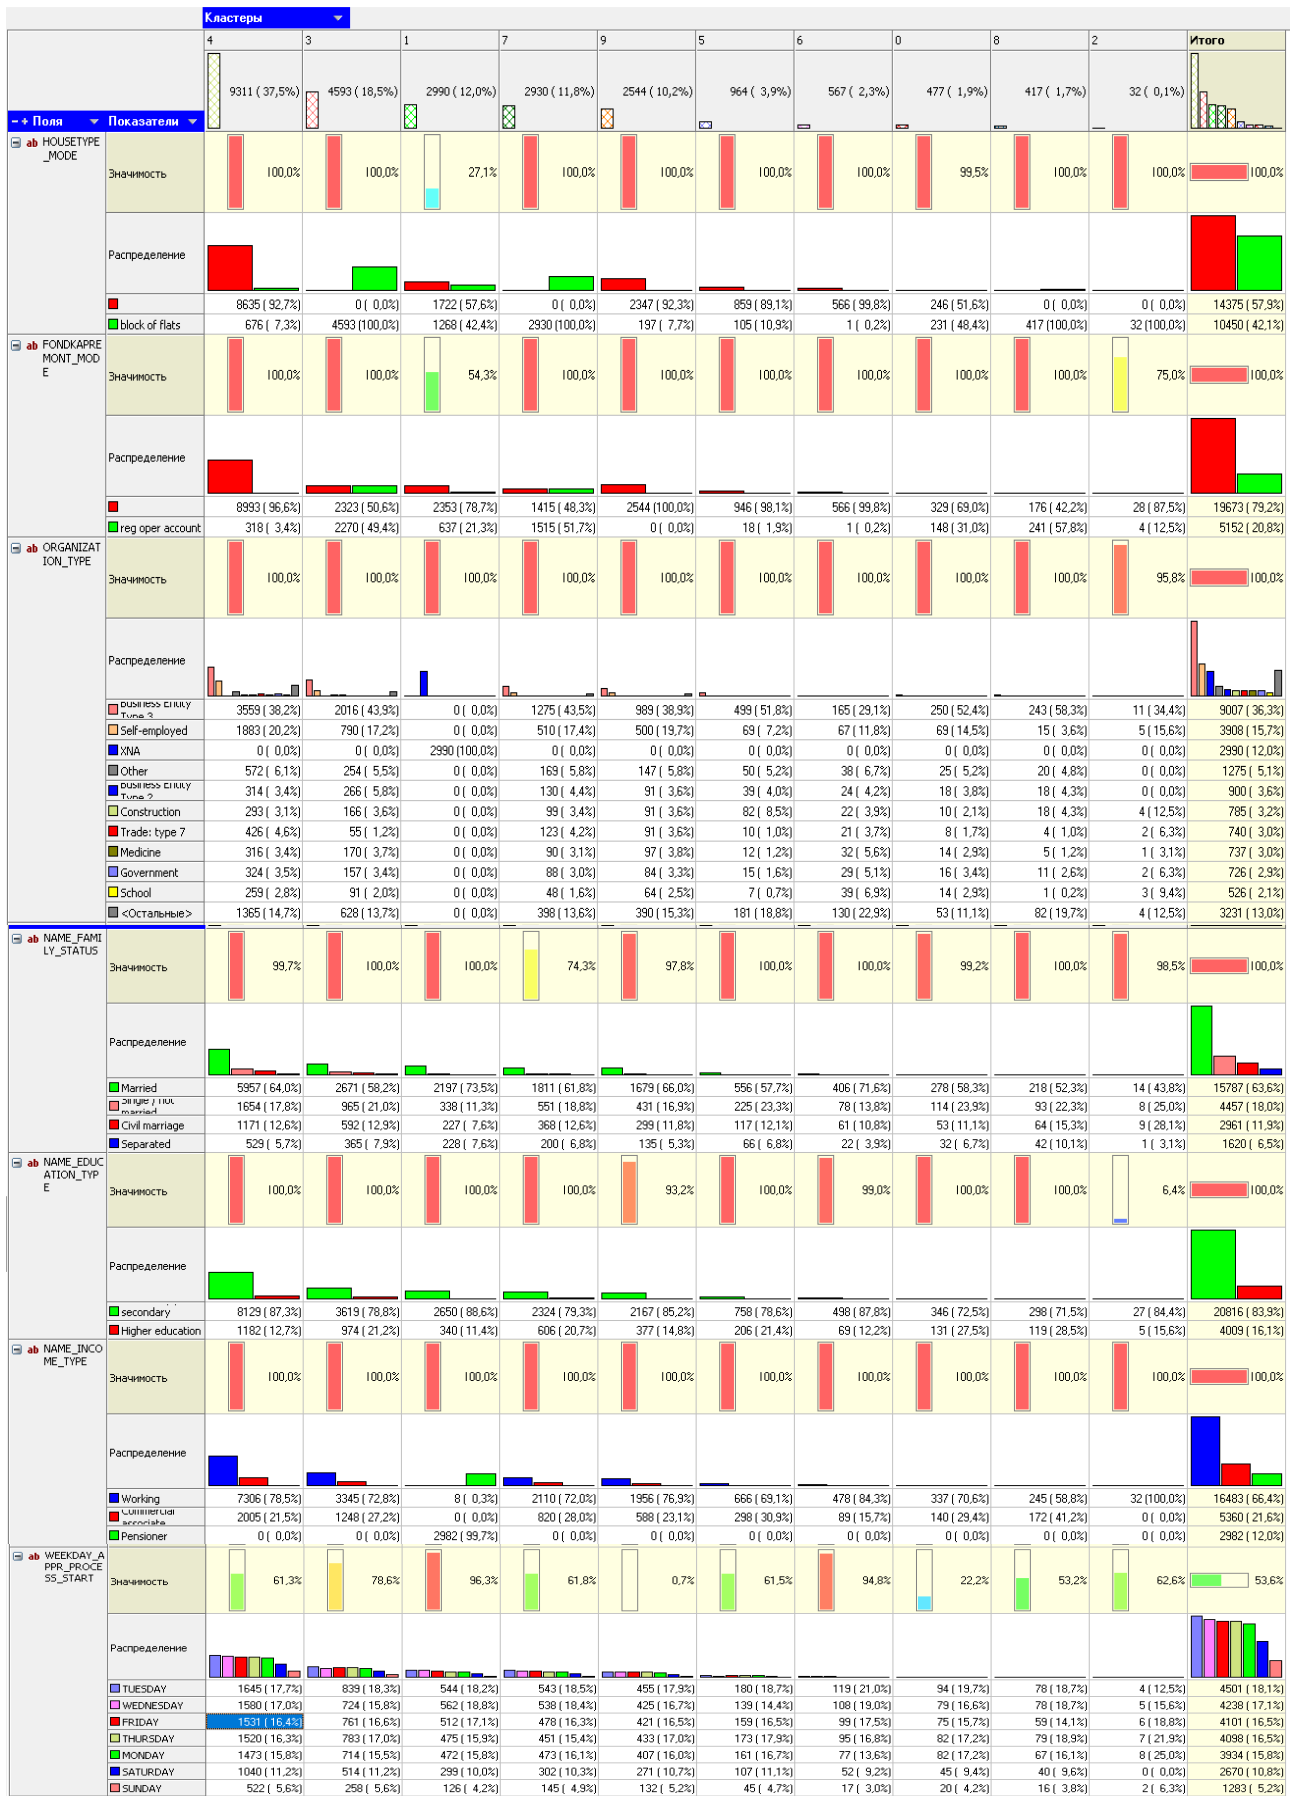 Кластеры
4 3 1 7 9 5 6 0 8 2 Итого
9311 ( 37,5%) 4593 ( 18,5%) 2990 ( 12,0%) 2930 ( 11,8%) 2544 ( 10,2%) 964 ( 3,9%) 567 ( 2,3%) 477 ( 1,9%) 417 ( 1,7%) 32 ( 0,1%)
Поля Показатели
ab HOUSETYPE
_MODE
Значимость 100,0% 100,0% 27,1% 100,0% 100,0% 100,0% 100,0% 99,5% 100,0% 100,0% 100,0%
Распределение
8635 ( 92,7%) 0 ( 0,0%) 1722 ( 57,6%) 0 ( 0,0%) 2347 ( 92,3%) 859 ( 89,1%) 566 ( 99,8%) 246 ( 51,6%) 0 ( 0,0%) 0 ( 0,0%) 14375 ( 57,9%)
block of flats 676 ( 7,3%) 4593 (100,0%) 1268 ( 42,4%) 2930 (100,0%) 197 ( 7,7%) 105 ( 10,9%) 1 ( 0,2%) 231 ( 48,4%) 417 (100,0%) 32 (100,0%) 10450 ( 42,1%)
ab FONDKAPRE
MONT_MOD
E
Значимость 100,0% 100,0% 54,3% 100,0% 100,0% 100,0% 100,0% 100,0% 100,0% 75,0% 100,0%
Распределение
8993 ( 96,6%) 2323 ( 50,6%) 2353 ( 78,7%) 1415 ( 48,3%) 2544 (100,0%) 946 ( 98,1%) 566 ( 99,8%) 329 ( 69,0%) 176 ( 42,2%) 28 ( 87,5%) 19673 ( 79,2%)
reg oper account 318 ( 3,4%) 2270 ( 49,4%) 637 ( 21,3%) 1515 ( 51,7%) 0 ( 0,0%) 18 ( 1,9%) 1 ( 0,2%) 148 ( 31,0%) 241 ( 57,8%) 4 ( 12,5%) 5152 ( 20,8%)
ab ORGANIZAT
ION_TYPE
Значимость 100,0% 100,0% 100,0% 100,0% 100,0% 100,0% 100,0% 100,0% 100,0% 95,8% 100,0%
Распределение
Business Entity Type 3 3559 ( 38,2%) 2016 ( 43,9%) 0 ( 0,0%) 1275 ( 43,5%) 989 ( 38,9%) 499 ( 51,8%) 165 ( 29,1%) 250 ( 52,4%) 243 ( 58,3%) 11 ( 34,4%) 9007 ( 36,3%)
Self-employed 1883 ( 20,2%) 790 ( 17,2%) 0 ( 0,0%) 510 ( 17,4%) 500 ( 19,7%) 69 ( 7,2%) 67 ( 11,8%) 69 ( 14,5%) 15 ( 3,6%) 5 ( 15,6%) 3908 ( 15,7%)
XNA 0 ( 0,0%) 0 ( 0,0%) 2990 (100,0%) 0 ( 0,0%) 0 ( 0,0%) 0 ( 0,0%) 0 ( 0,0%) 0 ( 0,0%) 0 ( 0,0%) 0 ( 0,0%) 2990 ( 12,0%)
Other 572 ( 6,1%) 254 ( 5,5%) 0 ( 0,0%) 169 ( 5,8%) 147 ( 5,8%) 50 ( 5,2%) 38 ( 6,7%) 25 ( 5,2%) 20 ( 4,8%) 0 ( 0,0%) 1275 ( 5,1%)
Business Entity Type 2 314 ( 3,4%) 266 ( 5,8%) 0 ( 0,0%) 130 ( 4,4%) 91 ( 3,6%) 39 ( 4,0%) 24 ( 4,2%) 18 ( 3,8%) 18 ( 4,3%) 0 ( 0,0%) 900 ( 3,6%)
Construction 293 ( 3,1%) 166 ( 3,6%) 0 ( 0,0%) 99 ( 3,4%) 91 ( 3,6%) 82 ( 8,5%) 22 ( 3,9%) 10 ( 2,1%) 18 ( 4,3%) 4 ( 12,5%) 785 ( 3,2%)
Trade: type 7 426 ( 4,6%) 55 ( 1,2%) 0 ( 0,0%) 123 ( 4,2%) 91 ( 3,6%) 10 ( 1,0%) 21 ( 3,7%) 8 ( 1,7%) 4 ( 1,0%) 2 ( 6,3%) 740 ( 3,0%)
Medicine 316 ( 3,4%) 170 ( 3,7%) 0 ( 0,0%) 90 ( 3,1%) 97 ( 3,8%) 12 ( 1,2%) 32 ( 5,6%) 14 ( 2,9%) 5 ( 1,2%) 1 ( 3,1%) 737 ( 3,0%)
Government 324 ( 3,5%) 157 ( 3,4%) 0 ( 0,0%) 88 ( 3,0%) 84 ( 3,3%) 15 ( 1,6%) 29 ( 5,1%) 16 ( 3,4%) 11 ( 2,6%) 2 ( 6,3%) 726 ( 2,9%)
School 259 ( 2,8%) 91 ( 2,0%) 0 ( 0,0%) 48 ( 1,6%) 64 ( 2,5%) 7 ( 0,7%) 39 ( 6,9%) 14 ( 2,9%) 1 ( 0,2%) 3 ( 9,4%) 526 ( 2,1%)
<Остальные> 1365 ( 14,7%) 628 ( 13,7%) 0 ( 0,0%) 398 ( 13,6%) 390 ( 15,3%) 181 ( 18,8%) 130 ( 22,9%) 53 ( 11,1%) 82 ( 19,7%) 4 ( 12,5%) 3231 ( 13,0%)
ab NAME_FAMI
LY_STATUS
Значимость 99,7% 100,0% 100,0% 74,3% 97,8% 100,0% 100,0% 99,2% 100,0% 98,5% 100,0%
Распределение
Married 5957 ( 64,0%) 2671 ( 58,2%) 2197 ( 73,5%) 1811 ( 61,8%) 1679 ( 66,0%) 556 ( 57,7%) 406 ( 71,6%) 278 ( 58,3%) 218 ( 52,3%) 14 ( 43,8%) 15787 ( 63,6%)
Single / not married 1654 ( 17,8%) 965 ( 21,0%) 338 ( 11,3%) 551 ( 18,8%) 431 ( 16,9%) 225 ( 23,3%) 78 ( 13,8%) 114 ( 23,9%) 93 ( 22,3%) 8 ( 25,0%) 4457 ( 18,0%)
Civil marriage 1171 ( 12,6%) 592 ( 12,9%) 227 ( 7,6%) 368 ( 12,6%) 299 ( 11,8%) 117 ( 12,1%) 61 ( 10,8%) 53 ( 11,1%) 64 ( 15,3%) 9 ( 28,1%) 2961 ( 11,9%)
Separated 529 ( 5,7%) 365 ( 7,9%) 228 ( 7,6%) 200 ( 6,8%) 135 ( 5,3%) 66 ( 6,8%) 22 ( 3,9%) 32 ( 6,7%) 42 ( 10,1%) 1 ( 3,1%) 1620 ( 6,5%)
ab NAME_EDUC
ATION_TYP
E
Значимость 100,0% 100,0% 100,0% 100,0% 93,2% 100,0% 99,0% 100,0% 100,0% 6,4% 100,0%
Распределение
secondary 8129 ( 87,3%) 3619 ( 78,8%) 2650 ( 88,6%) 2324 ( 79,3%) 2167 ( 85,2%) 758 ( 78,6%) 498 ( 87,8%) 346 ( 72,5%) 298 ( 71,5%) 27 ( 84,4%) 20816 ( 83,9%)
Higher education 1182 ( 12,7%) 974 ( 21,2%) 340 ( 11,4%) 606 ( 20,7%) 377 ( 14,8%) 206 ( 21,4%) 69 ( 12,2%) 131 ( 27,5%) 119 ( 28,5%) 5 ( 15,6%) 4009 ( 16,1%)
ab NAME_INCO
ME_TYPE
Значимость 100,0% 100,0% 100,0% 100,0% 100,0% 100,0% 100,0% 100,0% 100,0% 100,0% 100,0%
Распределение
Working 7306 ( 78,5%) 3345 ( 72,8%) 8 ( 0,3%) 2110 ( 72,0%) 1956 ( 76,9%) 666 ( 69,1%) 478 ( 84,3%) 337 ( 70,6%) 245 ( 58,8%) 32 (100,0%) 16483 ( 66,4%)
Commercial associate 2005 ( 21,5%) 1248 ( 27,2%) 0 ( 0,0%) 820 ( 28,0%) 588 ( 23,1%) 298 ( 30,9%) 89 ( 15,7%) 140 ( 29,4%) 172 ( 41,2%) 0 ( 0,0%) 5360 ( 21,6%)
Pensioner 0 ( 0,0%) 0 ( 0,0%) 2982 ( 99,7%) 0 ( 0,0%) 0 ( 0,0%) 0 ( 0,0%) 0 ( 0,0%) 0 ( 0,0%) 0 ( 0,0%) 0 ( 0,0%) 2982 ( 12,0%)
ab WEEKDAY_A
PPR_PROCE
SS_START
Значимость 61,3% 78,6% 96,3% 61,8% 0,7% 61,5% 94,8% 22,2% 53,2% 62,6% 53,6%
Распределение
TUESDAY 1645 ( 17,7%) 839 ( 18,3%) 544 ( 18,2%) 543 ( 18,5%) 455 ( 17,9%) 180 ( 18,7%) 119 ( 21,0%) 94 ( 19,7%) 78 ( 18,7%) 4 ( 12,5%) 4501 ( 18,1%)
WEDNESDAY 1580 ( 17,0%) 724 ( 15,8%) 562 ( 18,8%) 538 ( 18,4%) 425 ( 16,7%) 139 ( 14,4%) 108 ( 19,0%) 79 ( 16,6%) 78 ( 18,7%) 5 ( 15,6%) 4238 ( 17,1%)
FRIDAY 1531 ( 16,4%) 761 ( 16,6%) 512 ( 17,1%) 478 ( 16,3%) 421 ( 16,5%) 159 ( 16,5%) 99 ( 17,5%) 75 ( 15,7%) 59 ( 14,1%) 6 ( 18,8%) 4101 ( 16,5%)
THURSDAY 1520 ( 16,3%) 783 ( 17,0%) 475 ( 15,9%) 451 ( 15,4%) 433 ( 17,0%) 173 ( 17,9%) 95 ( 16,8%) 82 ( 17,2%) 79 ( 18,9%) 7 ( 21,9%) 4098 ( 16,5%)
MONDAY 1473 ( 15,8%) 714 ( 15,5%) 472 ( 15,8%) 473 ( 16,1%) 407 ( 16,0%) 161 ( 16,7%) 77 ( 13,6%) 82 ( 17,2%) 67 ( 16,1%) 8 ( 25,0%) 3934 ( 15,8%)
SATURDAY 1040 ( 11,2%) 514 ( 11,2%) 299 ( 10,0%) 302 ( 10,3%) 271 ( 10,7%) 107 ( 11,1%) 52 ( 9,2%) 45 ( 9,4%) 40 ( 9,6%) 0 ( 0,0%) 2670 ( 10,8%)
SUNDAY 522 ( 5,6%) 258 ( 5,6%) 126 ( 4,2%) 145 ( 4,9%) 132 ( 5,2%) 45 ( 4,7%) 17 ( 3,0%) 20 ( 4,2%) 16 ( 3,8%) 2 ( 6,3%) 1283 ( 5,2%)